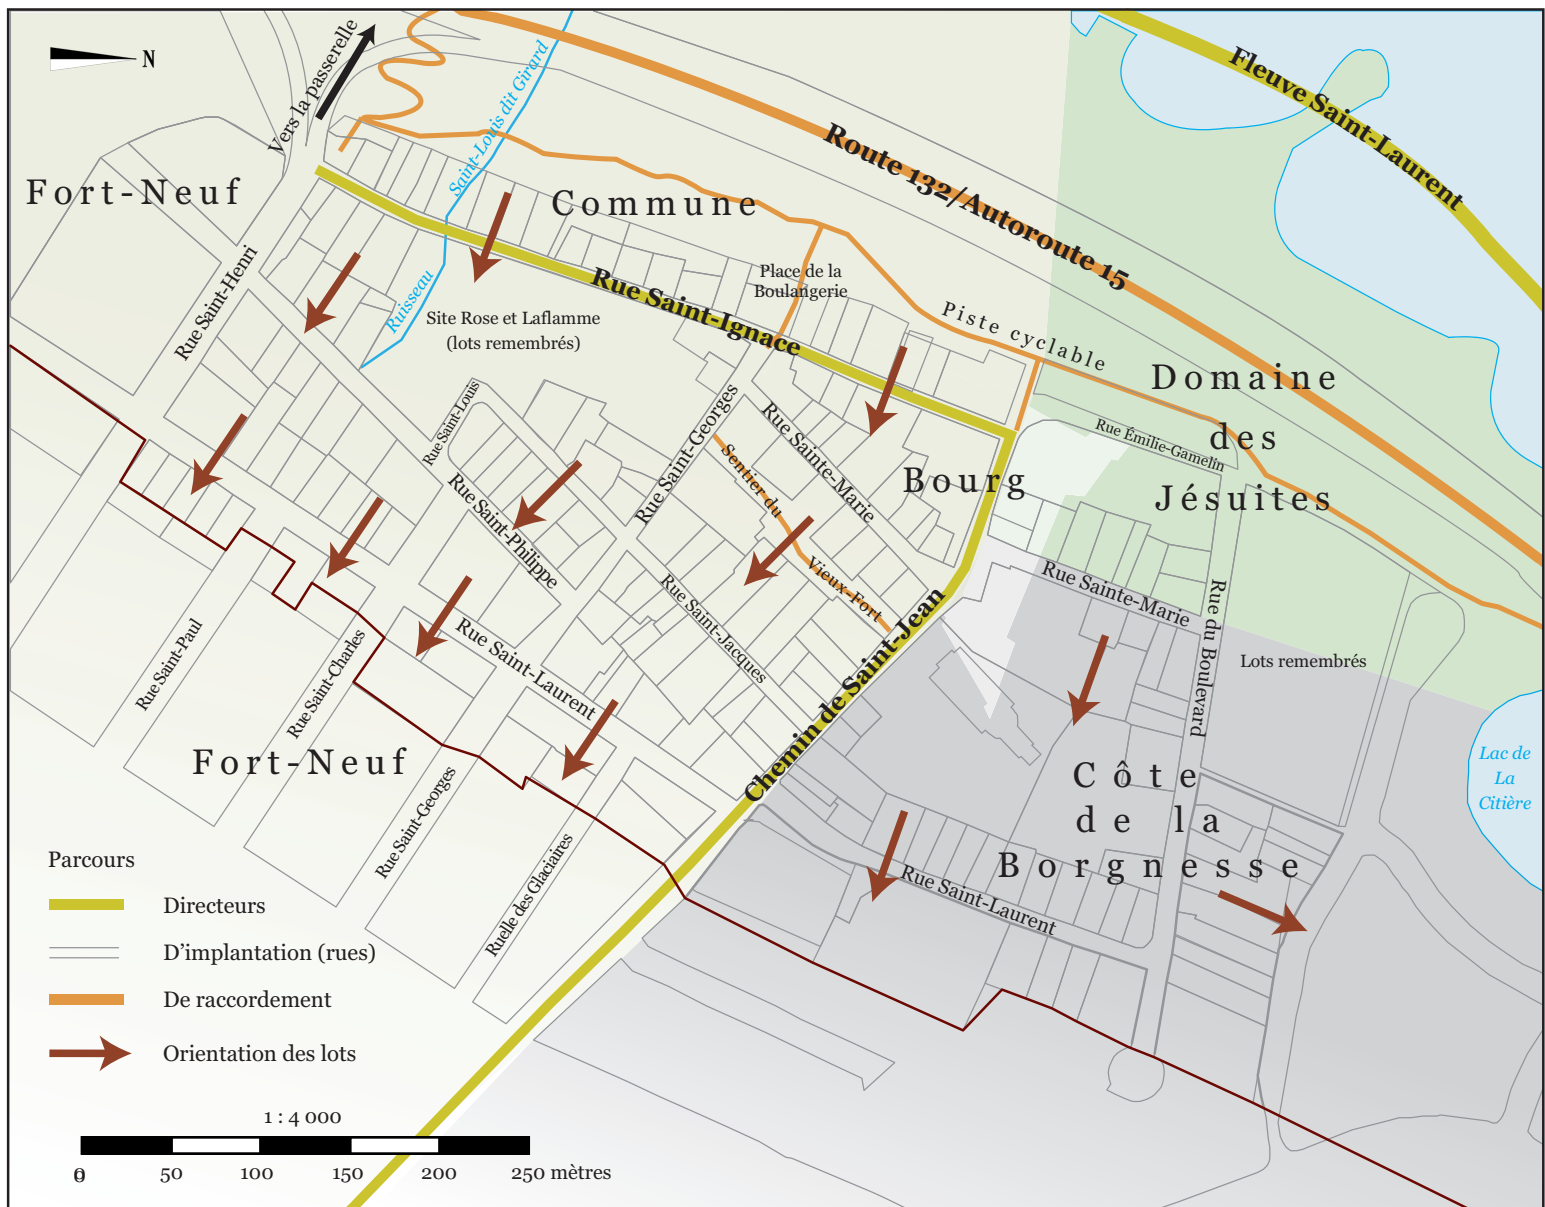 N
Vers la passerelle
Saint-Louis dit Girard
Ruisseau
Fleuve Saint-Laurent
Route 132/Autoroute 15
Fort-Neuf
Commune
Rue Saint-Henri
Place de la
Boulangerie
Rue Saint-Ignace
Site Rose et Laflamme
(lots remembrés)
Piste cyclable
Domaine
des
Jésuites
Rue Émilie-Gamelin
Rue Saint-Louis
Rue Saint-Georges
Rue Sainte-Marie
Sentier du
Vieux-Fort
Bourg
Rue Saint-Philippe
Rue Saint-Jacques
Rue Sainte-Marie
Rue du Boulevard
Lots remembrés
Chemin de Saint-Jean
Rue Saint-Paul
Rue Saint-Charles
Rue Saint-Laurent
Fort-Neuf
Rue Saint-Georges
Ruelle des Glaciaires
Côte
de la
Borgnesse
Rue Saint-Laurent
Lac de
La
Citière
Parcours
Directeurs
D'implantation (rues)
De raccordement
Orientation des lots
1 : 4 000
0 50 100 150 200 250 mètres